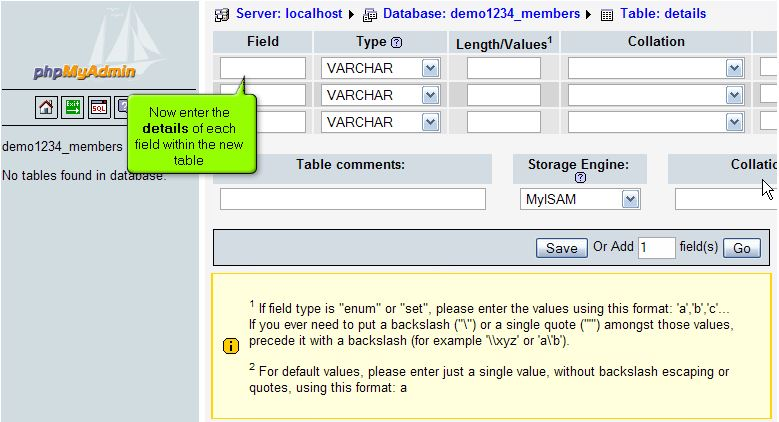 Server: localhost ▶ Database: demo1234_members ▶ Table: details
phpMyAdmin
Exit
SQL
?
demo1234_members
No tables found in database.
Field Type ? Length/Values1 Collation
VARCHAR
VARCHAR
VARCHAR
Now enter the
details of each
field within the new
table
Table comments: Storage Engine: Collatio
?
MyISAM
Save Or Add 1 field(s) Go
1 If field type is "enum" or "set", please enter the values using this format: 'a','b','c'...
If you ever need to put a backslash ("\") or a single quote ("'") amongst those values,
precede it with a backslash (for example '\\xyz' or 'a\'b').
2 For default values, please enter just a single value, without backslash escaping or
quotes, using this format: a